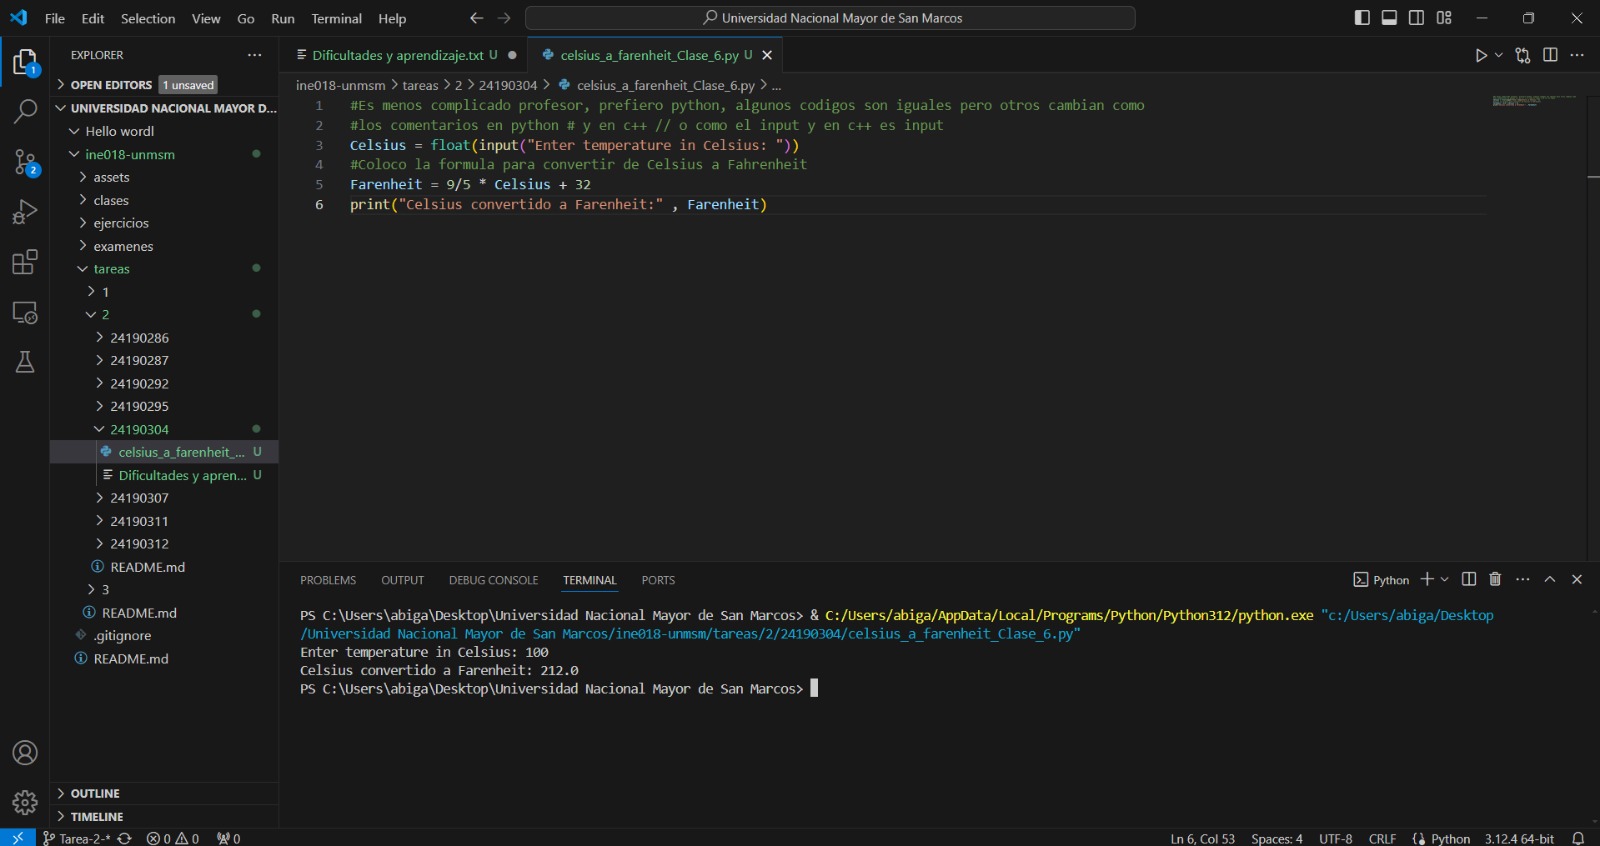 File Edit Selection View Go Run Terminal Help
Universidad Nacional Mayor de San Marcos
EXPLORER
OPEN EDITORS 1 unsaved
UNIVERSIDAD NACIONAL MAYOR D...
Hello wordl
ine018-unmsm
assets
clases
ejercicios
examenes
tareas
1
2
24190286
24190287
24190292
24190295
24190304
celsius_a_farenheit_... U
Dificultades y apren... U
24190307
24190311
24190312
README.md
3
README.md
.gitignore
README.md
OUTLINE
TIMELINE
1
2
Dificultades y aprendizaje.txt U
celsius_a_farenheit_Clase_6.py U
ine018-unmsm > tareas > 2 > 24190304 > celsius_a_farenheit_Clase_6.py > ...
1 #Es menos complicado profesor, prefiero python, algunos codigos son iguales pero otros cambian como
2 #los comentarios en python # y en c++ // o como el input y en c++ es input
3 Celsius = float(input("Enter temperature in Celsius: "))
4 #Coloco la formula para convertir de Celsius a Fahrenheit
5 Farenheit = 9/5 * Celsius + 32
6 print("Celsius convertido a Farenheit:" , Farenheit)
PROBLEMS OUTPUT DEBUG CONSOLE TERMINAL PORTS
Python
PS C:\Users\abiga\Desktop\Universidad Nacional Mayor de San Marcos> & C:/Users/abiga/AppData/Local/Programs/Python/Python312/python.exe "c:/Users/abiga/Desktop
/Universidad Nacional Mayor de San Marcos/ine018-unmsm/tareas/2/24190304/celsius_a_farenheit_Clase_6.py"
Enter temperature in Celsius: 100
Celsius convertido a Farenheit: 212.0
PS C:\Users\abiga\Desktop\Universidad Nacional Mayor de San Marcos>
Tarea-2-* 0 0 0
Ln 6, Col 53 Spaces: 4 UTF-8 CRLF Python 3.12.4 64-bit